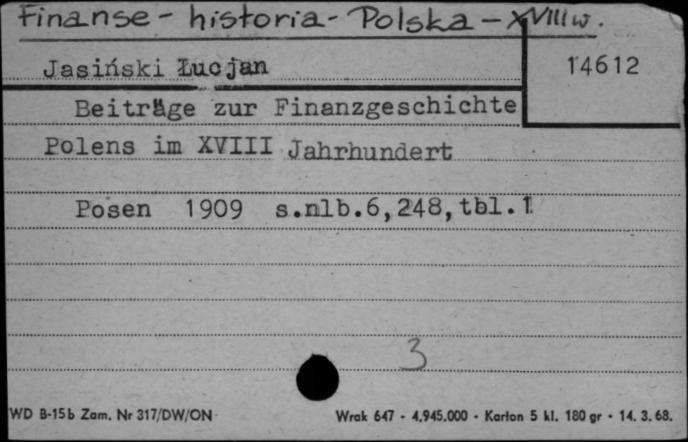 Finanse - historia - Polska - XVIII w.
Jasiński Łucjan
14612
Beiträge zur Finanzgeschichte
Polens im XVIII Jahrhundert
Posen 1909 s.nlb.6,248,tbl.1
3
WD B-15b Zam. Nr 317/DW/ON Wrak 647 - 4.945.000 - Karton 5 kl. 180 gr - 14. 3. 68.